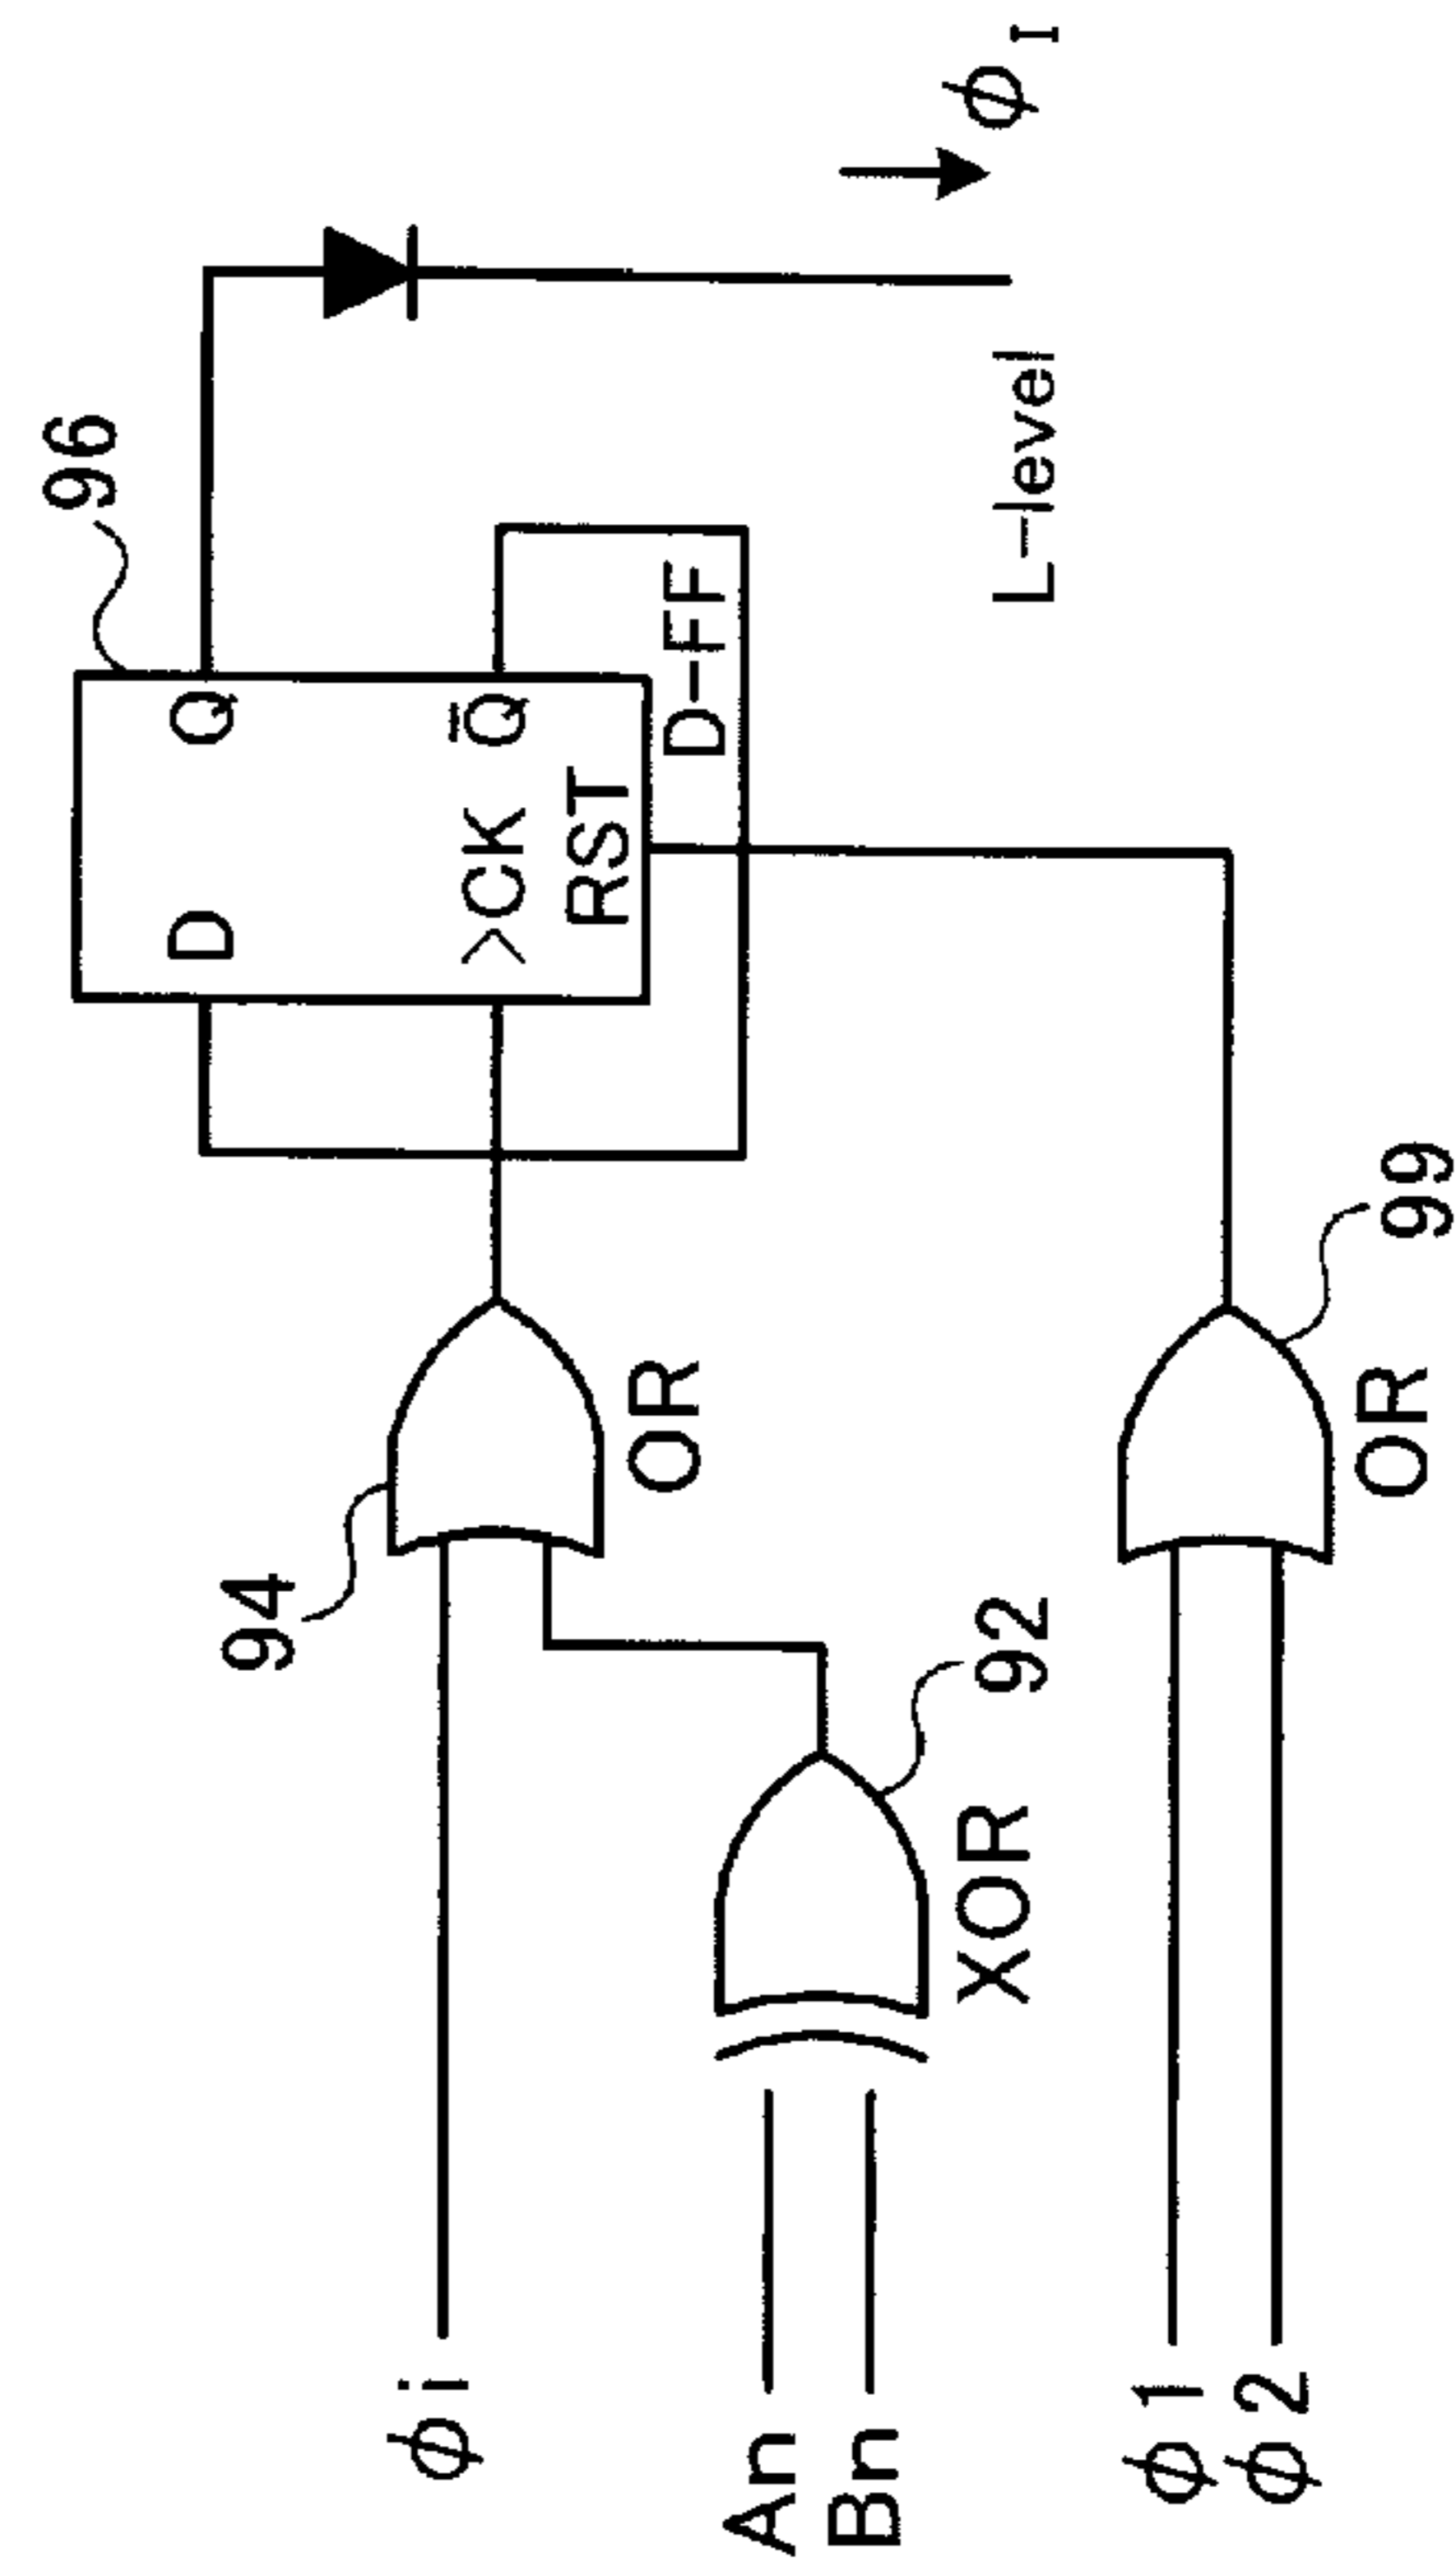 96
D Q
>CK Q̄
RST
D-FF
φI
L-level
94
φi
OR
An
Bn
92
XOR
φ1
φ2
OR
99